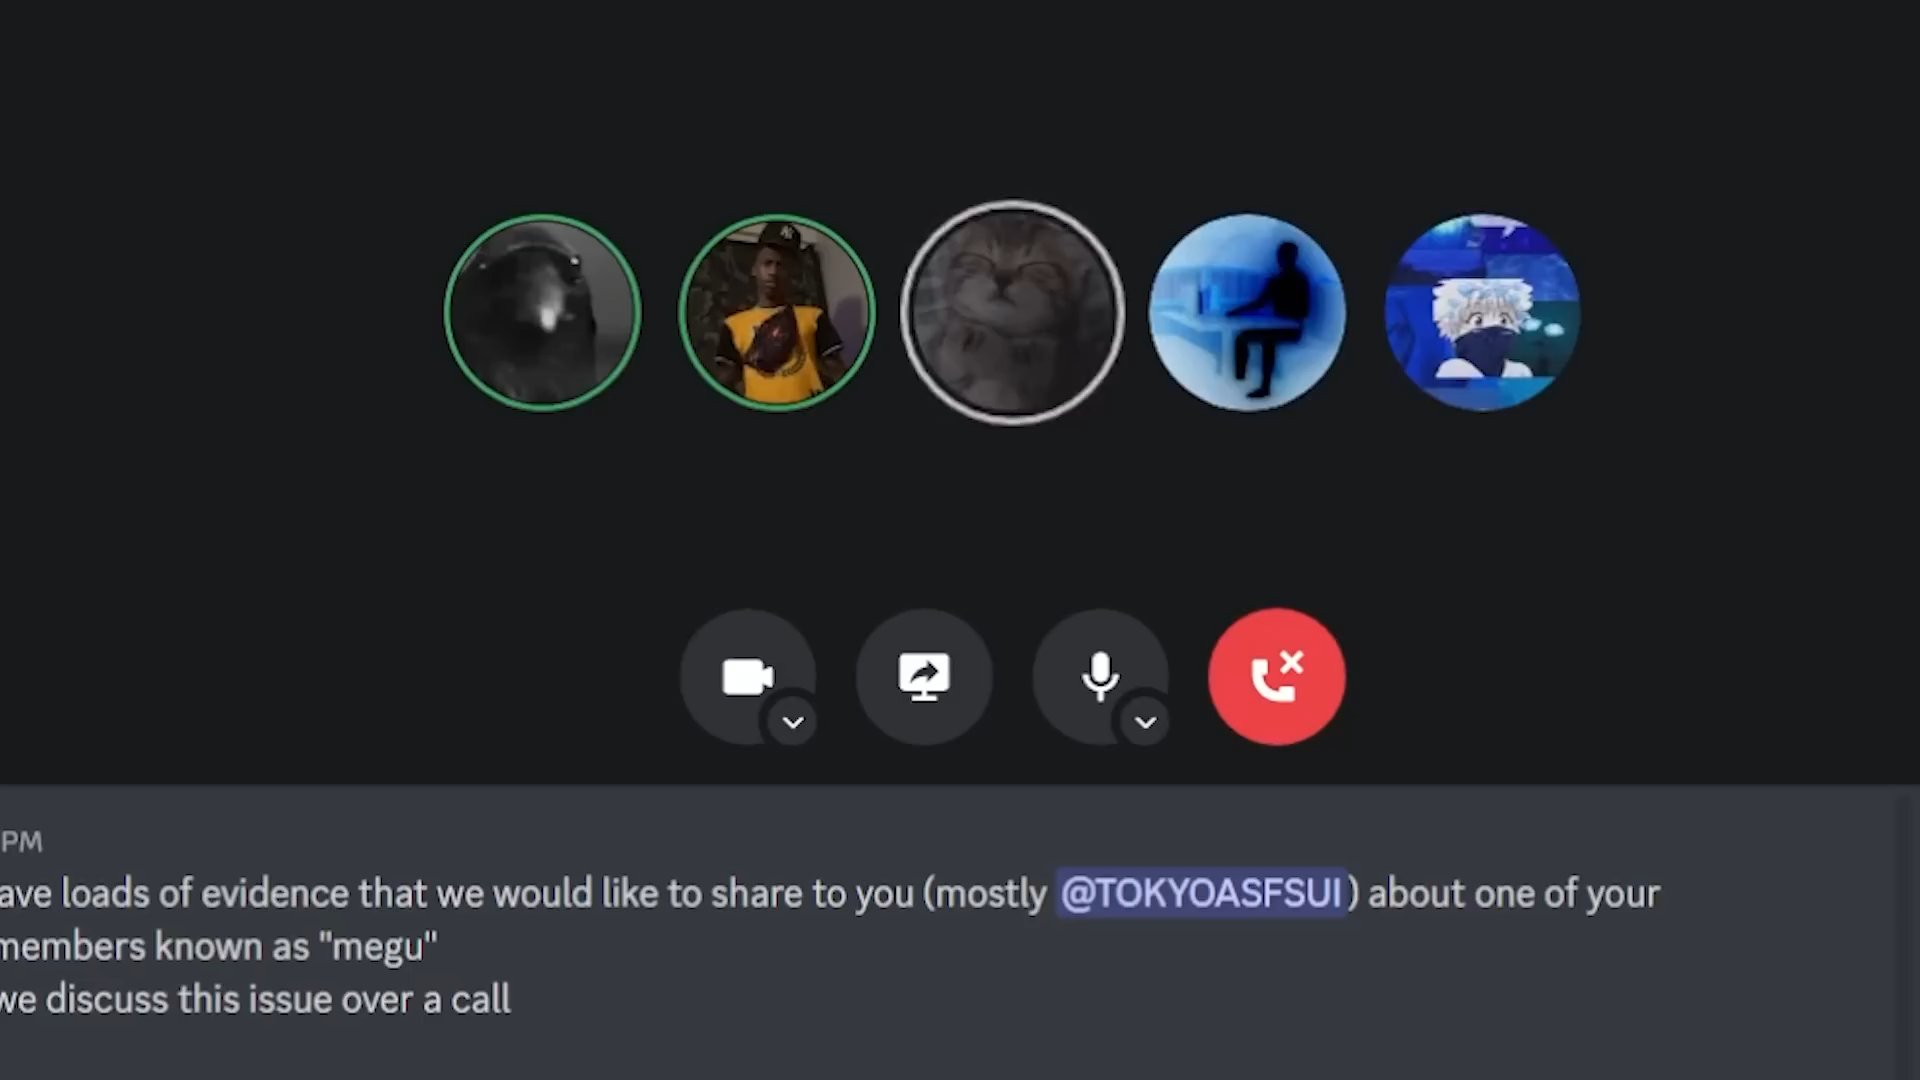 PM
ave loads of evidence that we would like to share to you (mostly @TOKYOASFSUI) about one of your
members known as "megu"
we discuss this issue over a call